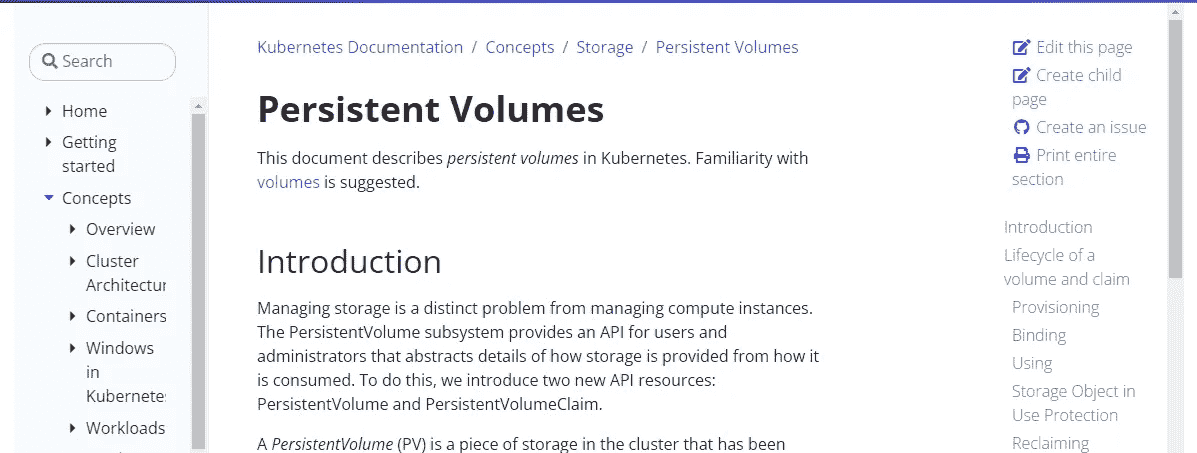 Search
Home
Getting
started
Concepts
Overview
Cluster
Architectur
Containers
Windows
in
Kubernete
Workloads
Kubernetes Documentation / Concepts / Storage / Persistent Volumes
Persistent Volumes
This document describes persistent volumes in Kubernetes. Familiarity with
volumes is suggested.
Introduction
Managing storage is a distinct problem from managing compute instances.
The PersistentVolume subsystem provides an API for users and
administrators that abstracts details of how storage is provided from how it
is consumed. To do this, we introduce two new API resources:
PersistentVolume and PersistentVolumeClaim.
A PersistentVolume (PV) is a piece of storage in the cluster that has been
Edit this page
Create child
page
Create an issue
Print entire
section
Introduction
Lifecycle of a
volume and claim
Provisioning
Binding
Using
Storage Object in
Use Protection
Reclaiming